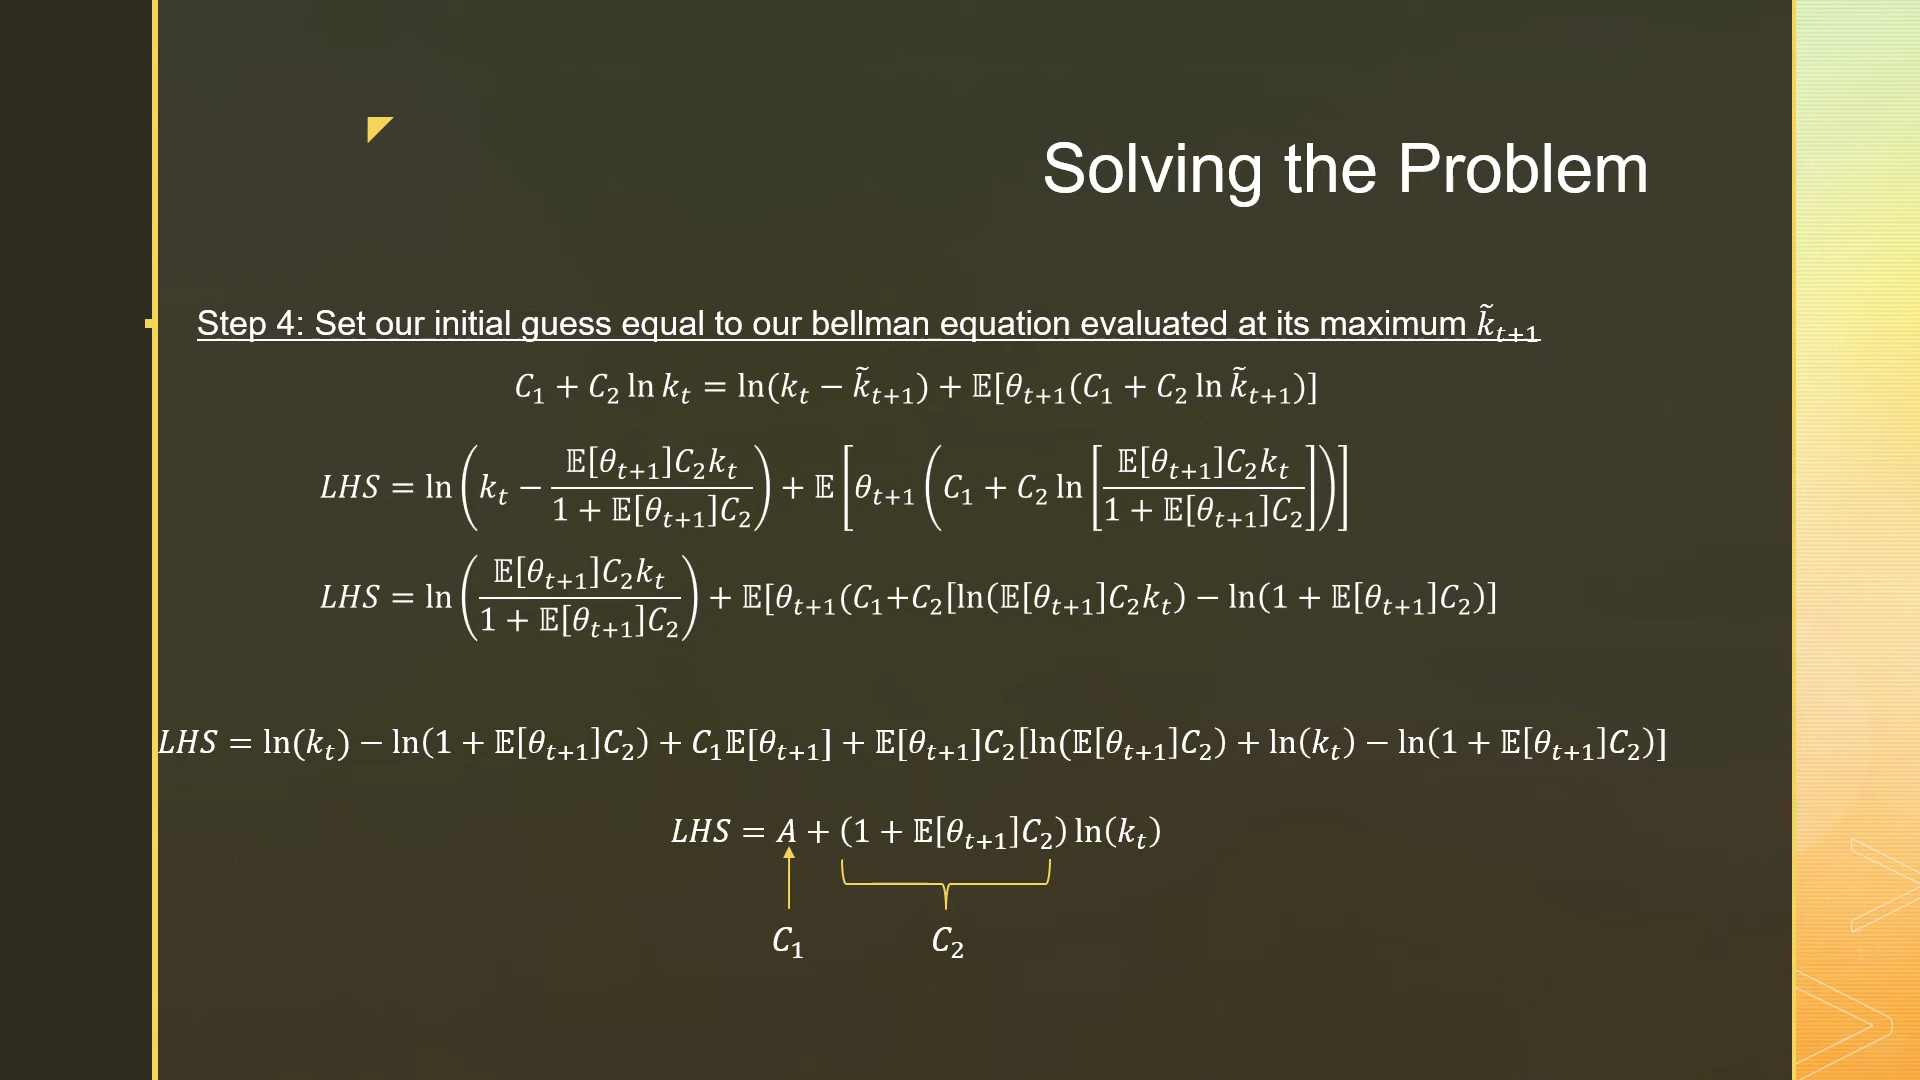 Solving the Problem
Step 4: Set our initial guess equal to our bellman equation evaluated at its maximum k̃ₜ₊₁
C₁ + C₂ ln kₜ = ln(kₜ − k̃ₜ₊₁) + 𝔼[θₜ₊₁(C₁ + C₂ ln k̃ₜ₊₁)]
LHS = ln(kₜ − 𝔼[θₜ₊₁]C₂kₜ / 1 + 𝔼[θₜ₊₁]C₂) + 𝔼[θₜ₊₁(C₁ + C₂ ln[𝔼[θₜ₊₁]C₂kₜ / 1 + 𝔼[θₜ₊₁]C₂])]
LHS = ln(𝔼[θₜ₊₁]C₂kₜ / 1 + 𝔼[θₜ₊₁]C₂) + 𝔼[θₜ₊₁(C₁+C₂[ln(𝔼[θₜ₊₁]C₂kₜ) − ln(1 + 𝔼[θₜ₊₁]C₂)]
LHS = ln(kₜ) − ln(1 + 𝔼[θₜ₊₁]C₂) + C₁𝔼[θₜ₊₁] + 𝔼[θₜ₊₁]C₂[ln(𝔼[θₜ₊₁]C₂) + ln(kₜ) − ln(1 + 𝔼[θₜ₊₁]C₂)]
LHS = A + (1 + 𝔼[θₜ₊₁]C₂) ln(kₜ)
C₁ C₂